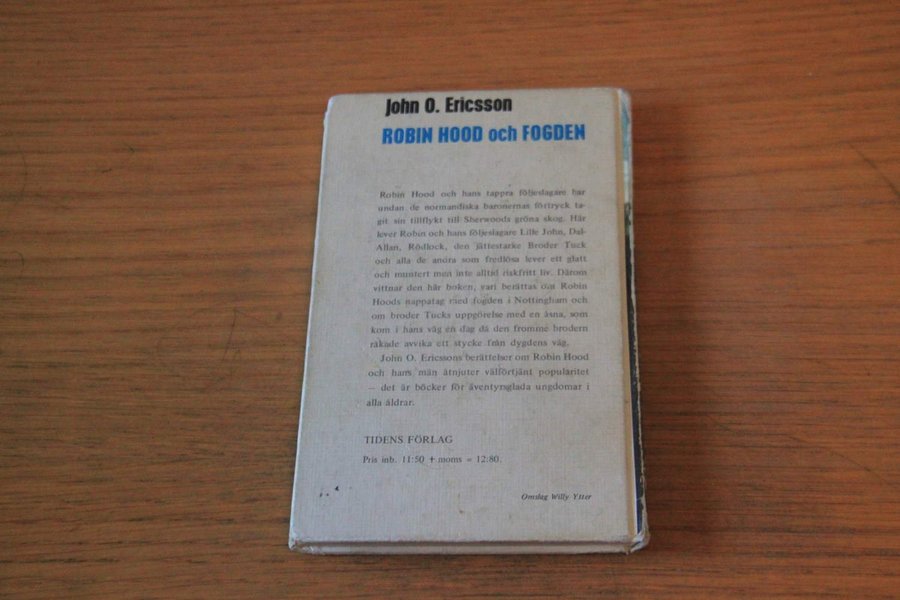 John O. Ericsson
ROBIN HOOD och FOGDEN
Robin Hood och hans tappra följeslagare har
undan de normandiska baronernas förtryck ta-
git sin tillflykt till Sherwoods gröna skog. Här
lever Robin och hans följeslagare Lille John, Dal-
Allan, Rödlock, den jättestarke Broder Tuck
och alla de andra som fredlösa lever ett glatt
och muntert men inte alltid riskfritt liv. Därom
vittnar den här boken, vari berättas om Robin
Hoods nappatag med fogden i Nottingham och
om broder Tucks uppgörelse med en åsna, som
kom i hans väg en dag då den fromme brodern
råkade avvika ett stycke från dygdens väg.
John O. Ericssons berättelser om Robin Hood
och hans män åtnjuter välförtjänt popularitet
— det är böcker för äventyrsglada ungdomar i
alla åldrar.
TIDENS FÖRLAG
Pris inb. 11:50 + moms = 12:80.
Omslag Willy Ytter